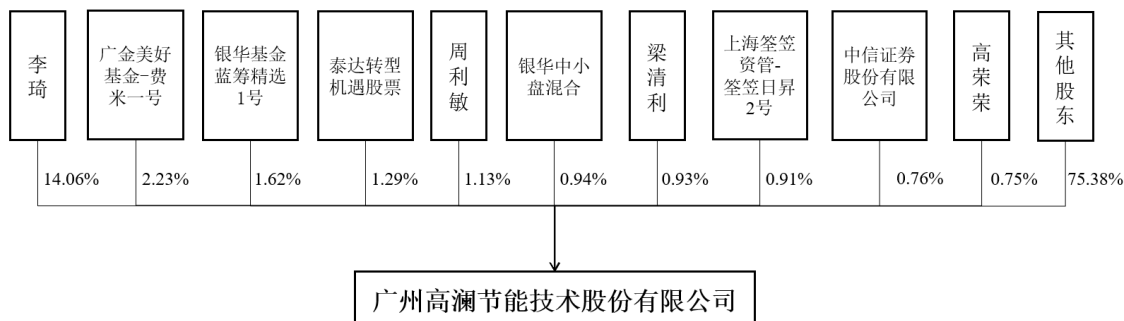 李
琦
广金美好
基金-费
米一号
银华基金
蓝筹精选
1号
泰达转型
机遇股票
周
利
敏
银华中小
盘混合
梁
清
利
上海筌笠
资管-
筌笠日昇
2号
中信证券
股份有限
公司
高
荣
荣
其
他
股
东
14.06%
2.23%
1.62%
1.29%
1.13%
0.94%
0.93%
0.91%
0.76%
0.75%
75.38%
广州高澜节能技术股份有限公司